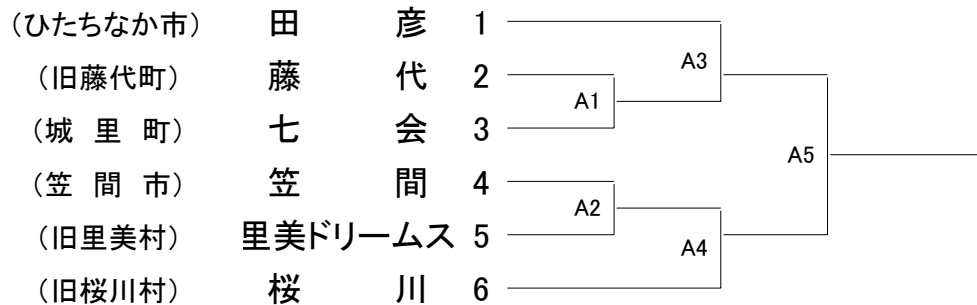 （ひたちなか市） 田 彦 1
（旧藤代町） 藤 代 2
（城 里 町） 七 会 3
（笠 間 市） 笠 間 4
（旧里美村） 里美ドリームス 5
（旧桜川村） 桜 川 6
A3
A1
A5
A2
A4